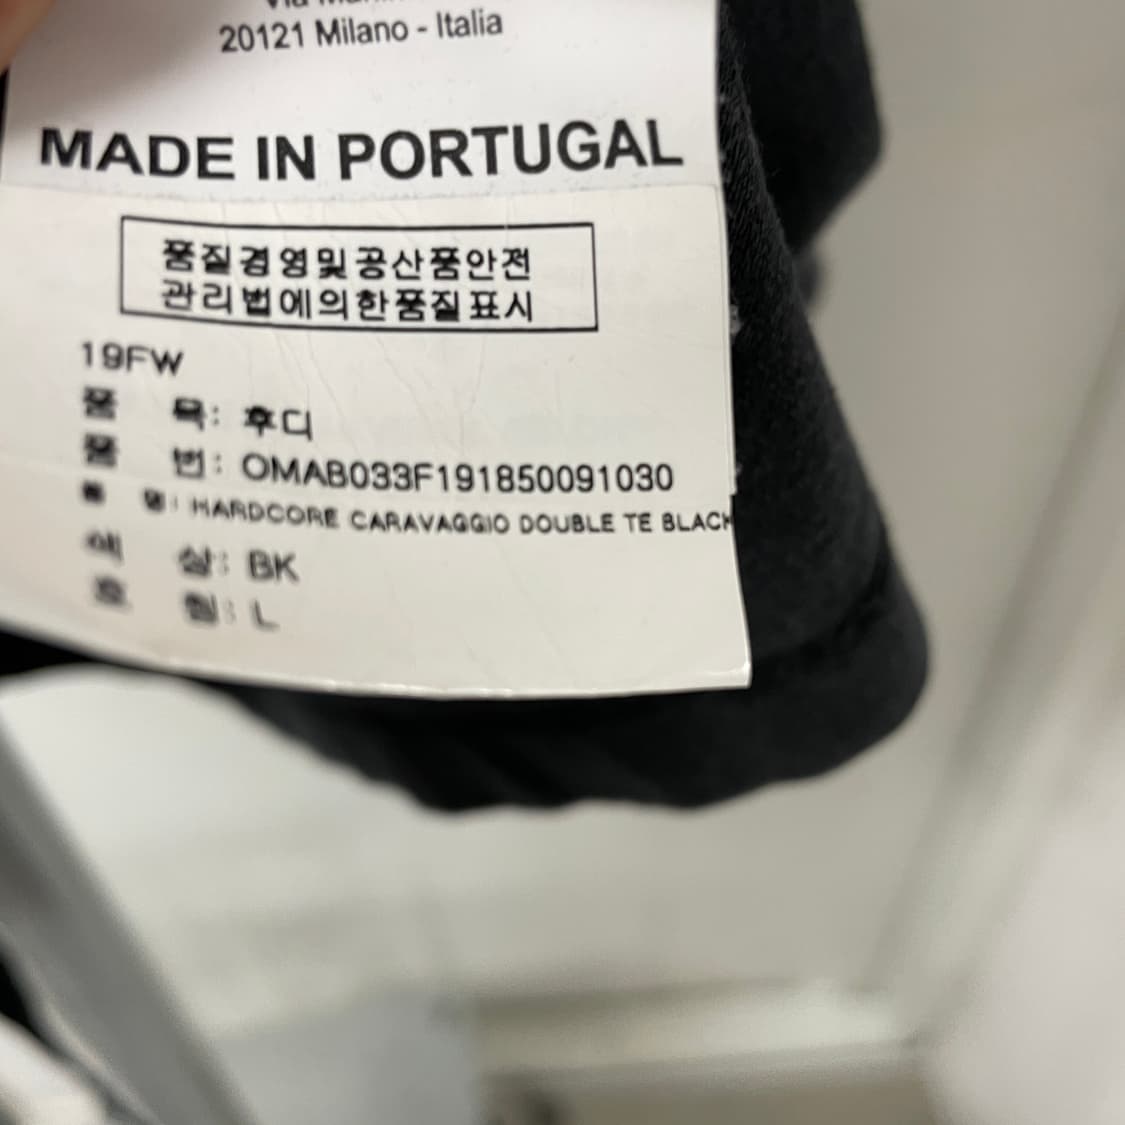 20121 Milano - Italia
MADE IN PORTUGAL
품질경영및공산품안전
관리법에의한품질표시
19FW
품 목: 후디
품 번: OMAB033F191850091030
품 명: HARDCORE CARAVAGGIO DOUBLE TE BLACK
색 상: BK
호 칭: L